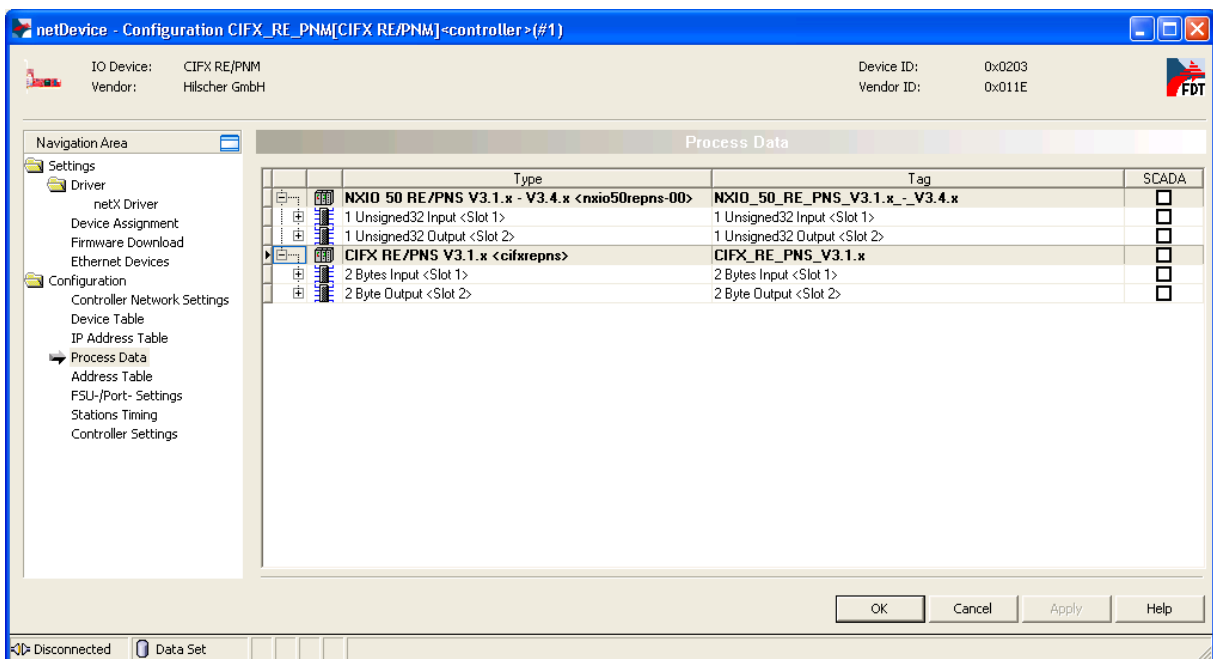 netDevice - Configuration CIFX_RE_PNM[CIFX RE/PNM]<controller>(#1)
IO Device: CIFX RE/PNM Device ID: 0x0203
Vendor: Hilscher GmbH Vendor ID: 0x011E
FDT
Navigation Area
Settings
Driver
netX Driver
Device Assignment
Firmware Download
Ethernet Devices
Configuration
Controller Network Settings
Device Table
IP Address Table
Process Data
Address Table
FSU-/Port- Settings
Stations Timing
Controller Settings
Process Data
Type Tag SCADA
NXIO 50 RE/PNS V3.1.x - V3.4.x <nxio50repns-00> NXIO_50_RE_PNS_V3.1.x_-_V3.4.x
1 Unsigned32 Input <Slot 1> 1 Unsigned32 Input <Slot 1>
1 Unsigned32 Output <Slot 2> 1 Unsigned32 Output <Slot 2>
CIFX RE/PNS V3.1.x <cifxrepns> CIFX_RE_PNS_V3.1.x
2 Bytes Input <Slot 1> 2 Bytes Input <Slot 1>
2 Byte Output <Slot 2> 2 Byte Output <Slot 2>
OK Cancel Apply Help
Disconnected Data Set